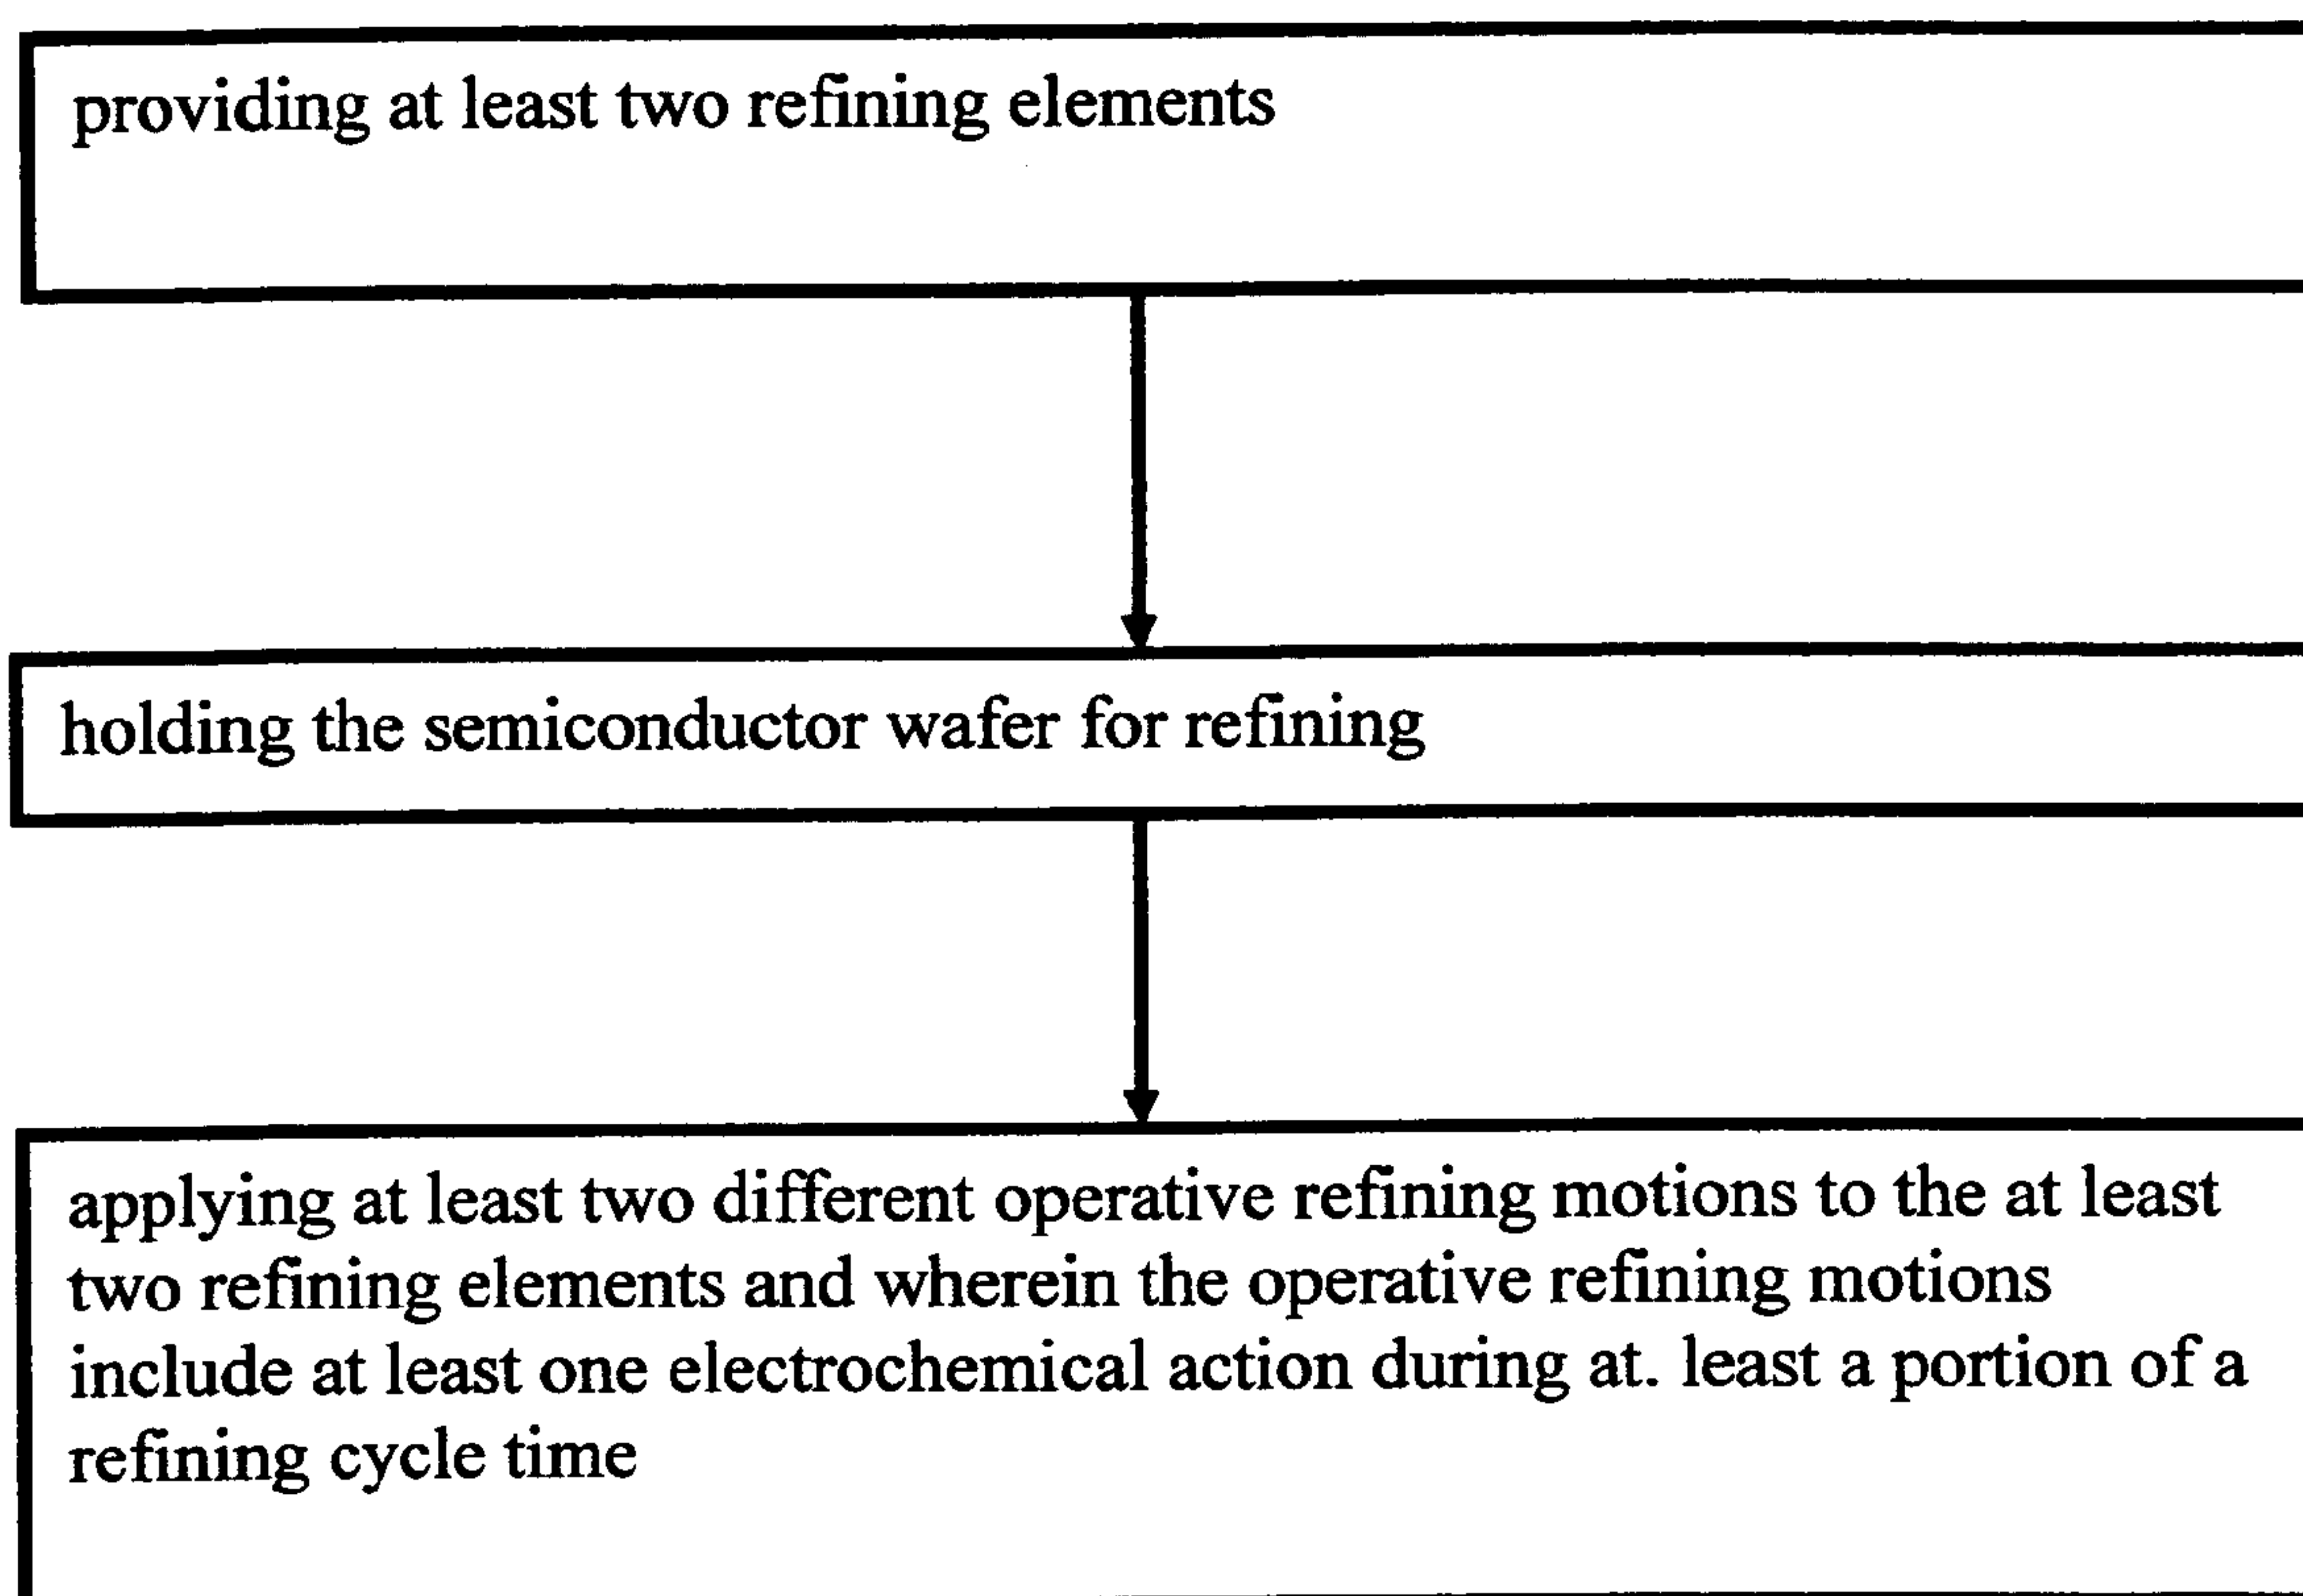 providing at least two refining elements
holding the semiconductor wafer for refining
applying at least two different operative refining motions to the at least
two refining elements and wherein the operative refining motions
include at least one electrochemical action during at. least a portion of a
refining cycle time